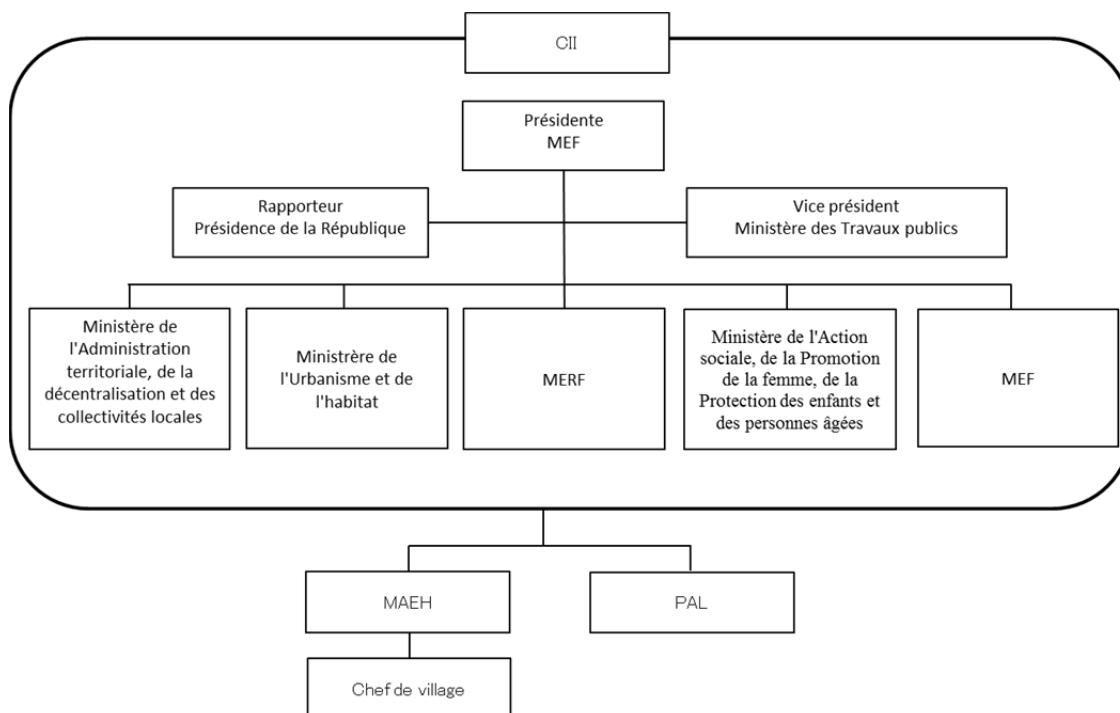 CII
Présidente
MEF
Rapporteur
Présidence de la République
Vice président
Ministère des Travaux publics
Ministère de
l'Administration
territoriale, de la
décentralisation et des
collectivités locales
Ministrère de
l'Urbanisme et de
l'habitat
MERF
Ministère de l'Action
sociale, de la Promotion
de la femme, de la
Protection des enfants et
des personnes âgées
MEF
MAEH
PAL
Chef de village